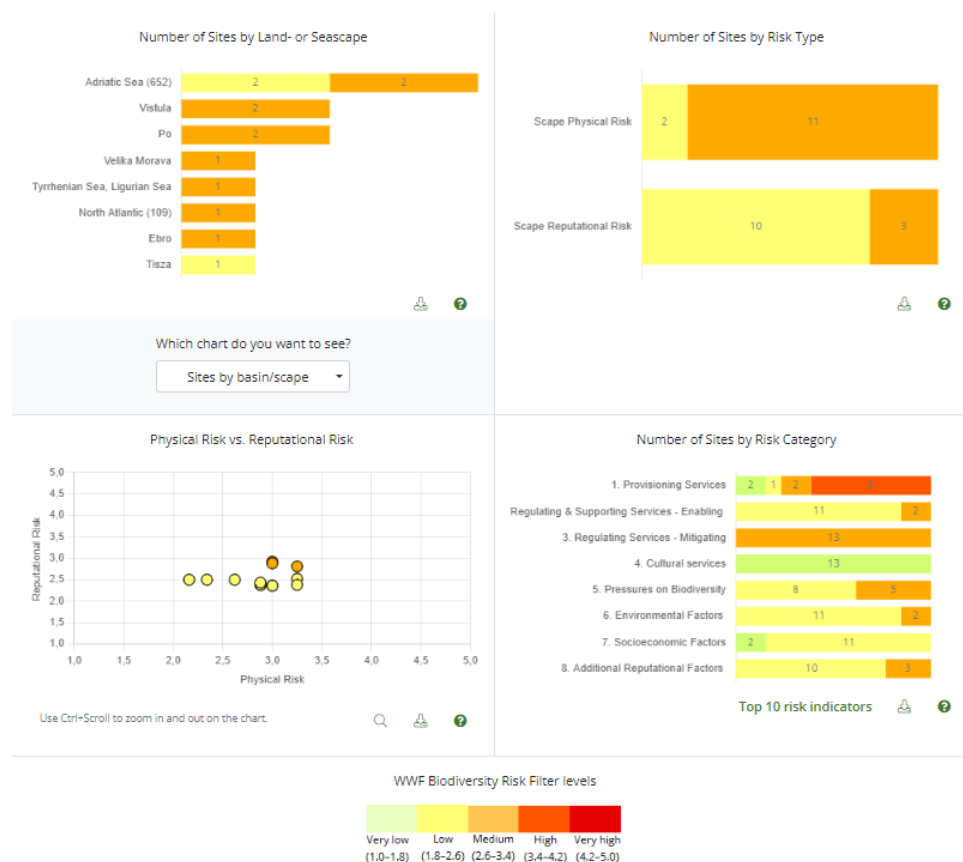 Number of Sites by Land- or Seascape
Adriatic Sea (652) 2 2
Vistula 2
Po 2
Velika Morava 1
Tyrrhenian Sea, Ligurian Sea 1
North Atlantic (109) 1
Ebro 1
Tisza 1
Which chart do you want to see?
Sites by basin/scape
Number of Sites by Risk Type
Scape Physical Risk 2 11
Scape Reputational Risk 10 3
Physical Risk vs. Reputational Risk
Reputational Risk
5,0
4,5
4,0
3,5
3,0
2,5
2,0
1,5
1,0
1,0 1,5 2,0 2,5 3,0 3,5 4,0 4,5 5,0
Physical Risk
Use Ctrl+Scroll to zoom in and out on the chart.
Number of Sites by Risk Category
1. Provisioning Services 2 1 2 8
Regulating & Supporting Services - Enabling 11 2
3. Regulating Services - Mitigating 13
4. Cultural services 13
5. Pressures on Biodiversity 8 5
6. Environmental Factors 11 2
7. Socioeconomic Factors 2 11
8. Additional Reputational Factors 10 3
Top 10 risk indicators
WWF Biodiversity Risk Filter levels
Very low Low Medium High Very high
(1.0–1.8) (1.8–2.6) (2.6–3.4) (3.4–4.2) (4.2–5.0)